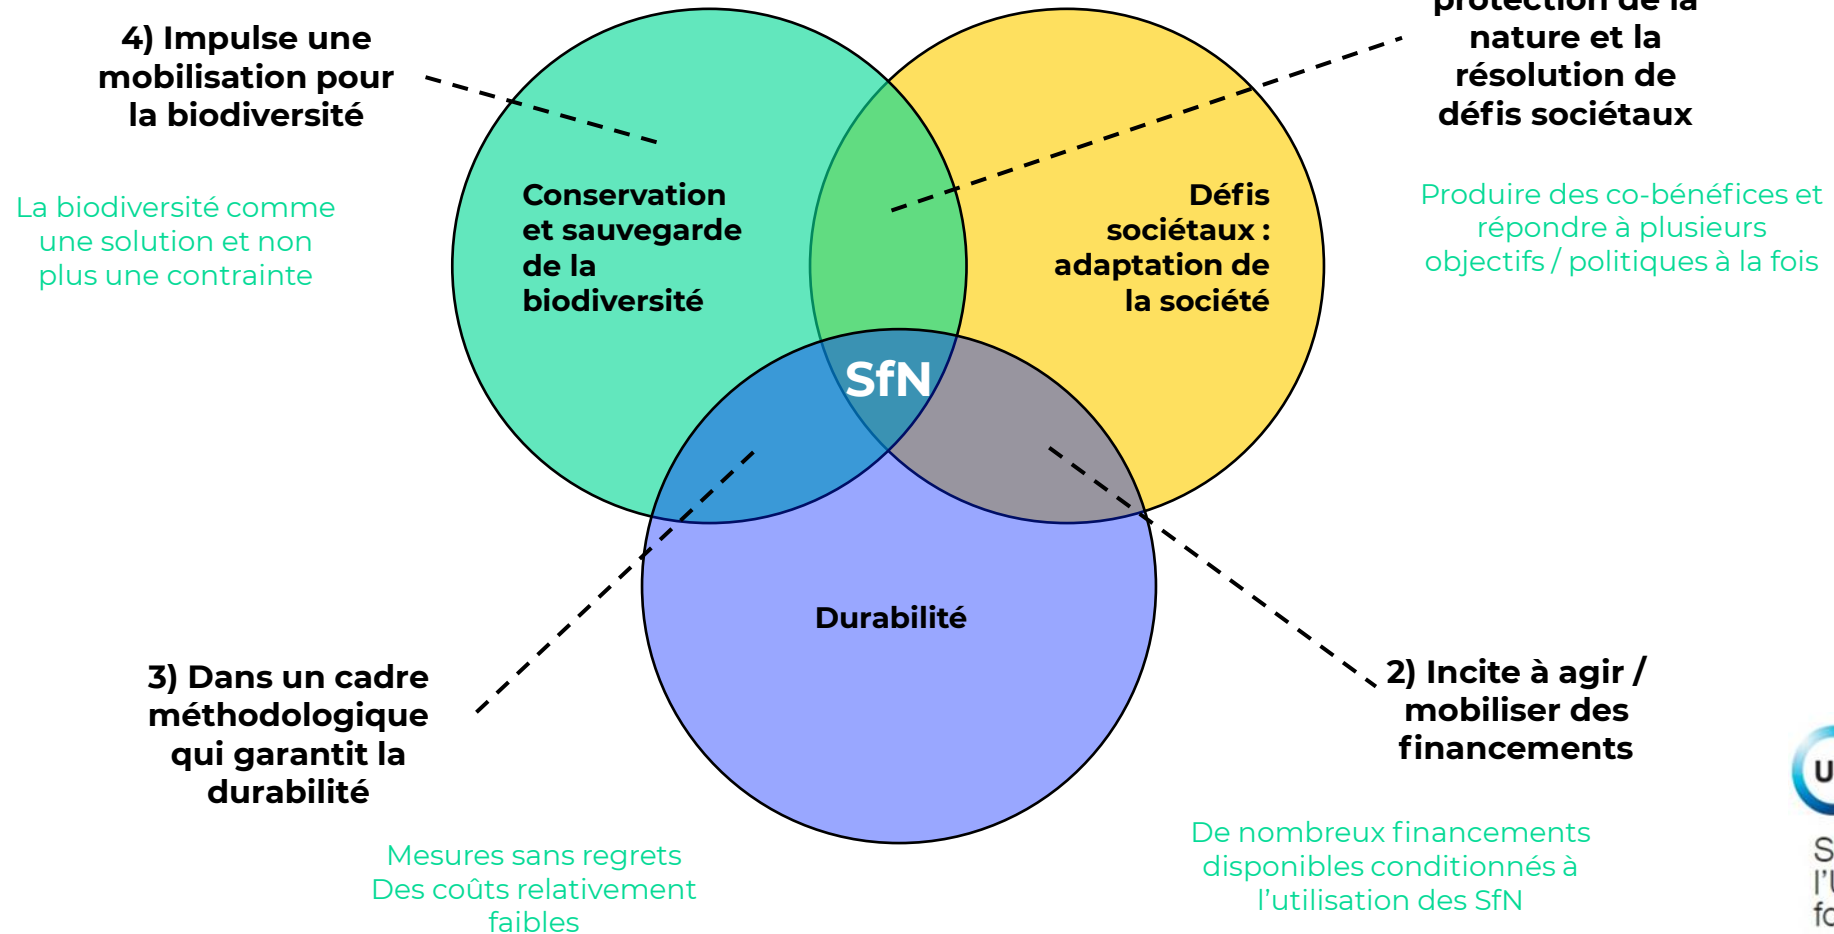 4) Impulse une
mobilisation pour
la biodiversité
La biodiversité comme
une solution et non
plus une contrainte
Conservation
et sauvegarde
de la
biodiversité
Défis
sociétaux :
adaptation de
la société
protection de la
nature et la
résolution de
défis sociétaux
Produire des co-bénéfices et
répondre à plusieurs
objectifs / politiques à la fois
SfN
Durabilité
3) Dans un cadre
méthodologique
qui garantit la
durabilité
Mesures sans regrets
Des coûts relativement
faibles
2) Incite à agir /
mobiliser des
financements
De nombreux financements
disponibles conditionnés à
l’utilisation des SfN